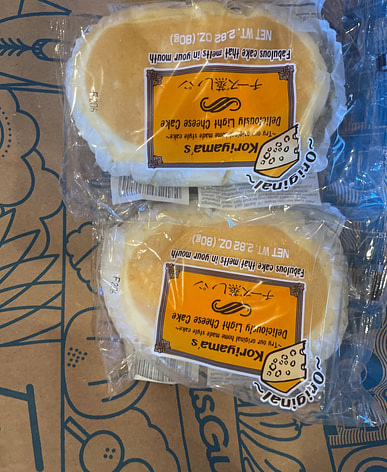 ~Original~
Koriyama's
~Try our original home made style cake~
Deliciously Light Cheese Cake
チーズ蒸しパン
Fabulous cake that melts in your mouth
NET WT. 2.82 OZ. (80g)
~Original~
Koriyama's
~Try our original home made style cake~
Deliciously Light Cheese Cake
チーズ蒸しパン
Fabulous cake that melts in your mouth
NET WT. 2.82 OZ. (80g)
sGu